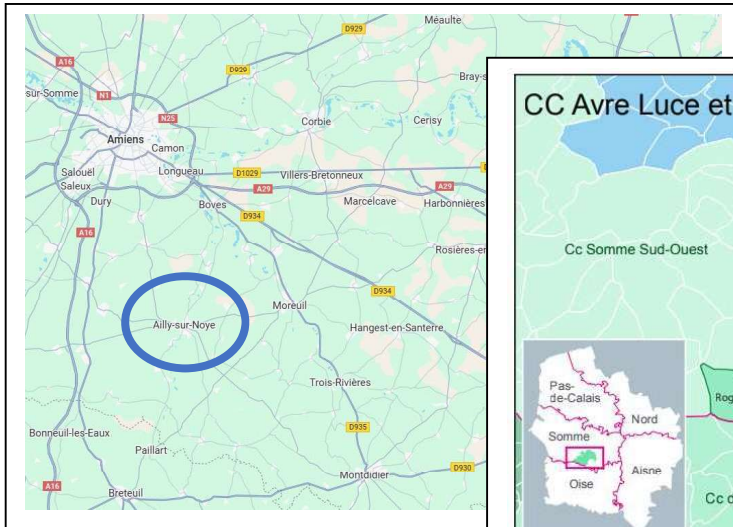 Méaulte
D929
A16
D929
N1
Bray-s
sur-Somme
N25
Corbie
Cerisy
Amiens
Camon
Salouël
Longueau
D1029
Villers-Bretonneux
Saleux
A29
A29
Dury
Boves
Marcelcave
Harbonnières
D934
A16
Rosières-en
D934
Moreuil
Ailly-sur-Noye
Hangest-en-Santerre
Trois-Rivières
D935
Bonneuil-les-Eaux
Paillart
D930
Montdidier
A16
Breteuil
CC Avre Luce et
Cc Somme Sud-Ouest
Pas-
de-Calais
Nord
Rog
Somme
Aisne
Oise
Cc d